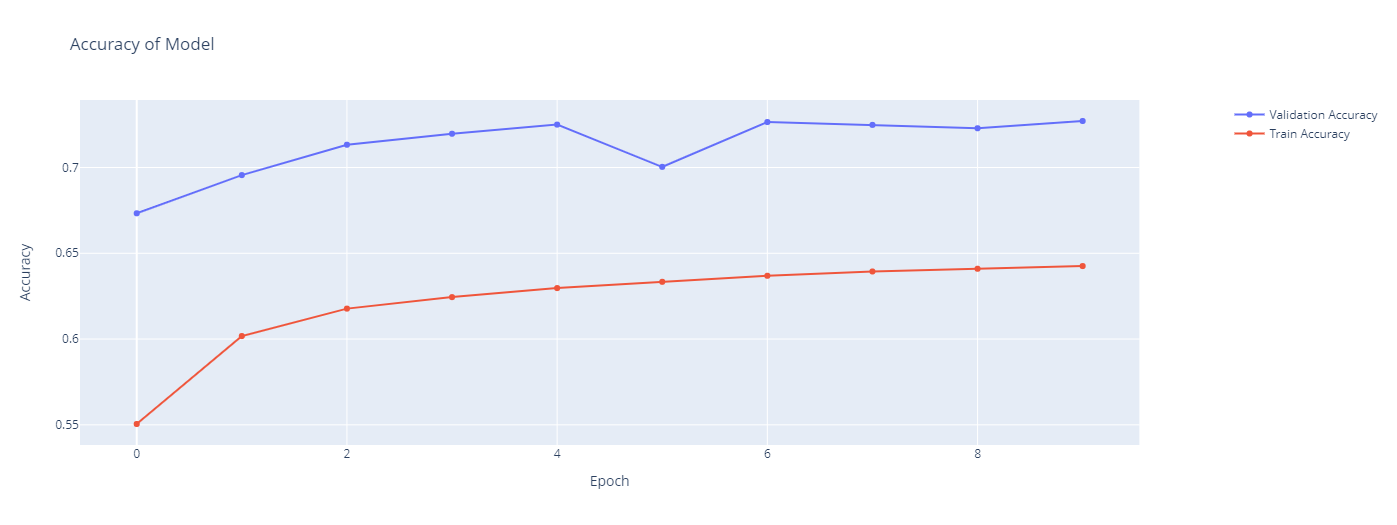 Accuracy of Model
Validation Accuracy
Train Accuracy
0.7
0.65
0.6
0.55
Accuracy
0 2 4 6 8
Epoch